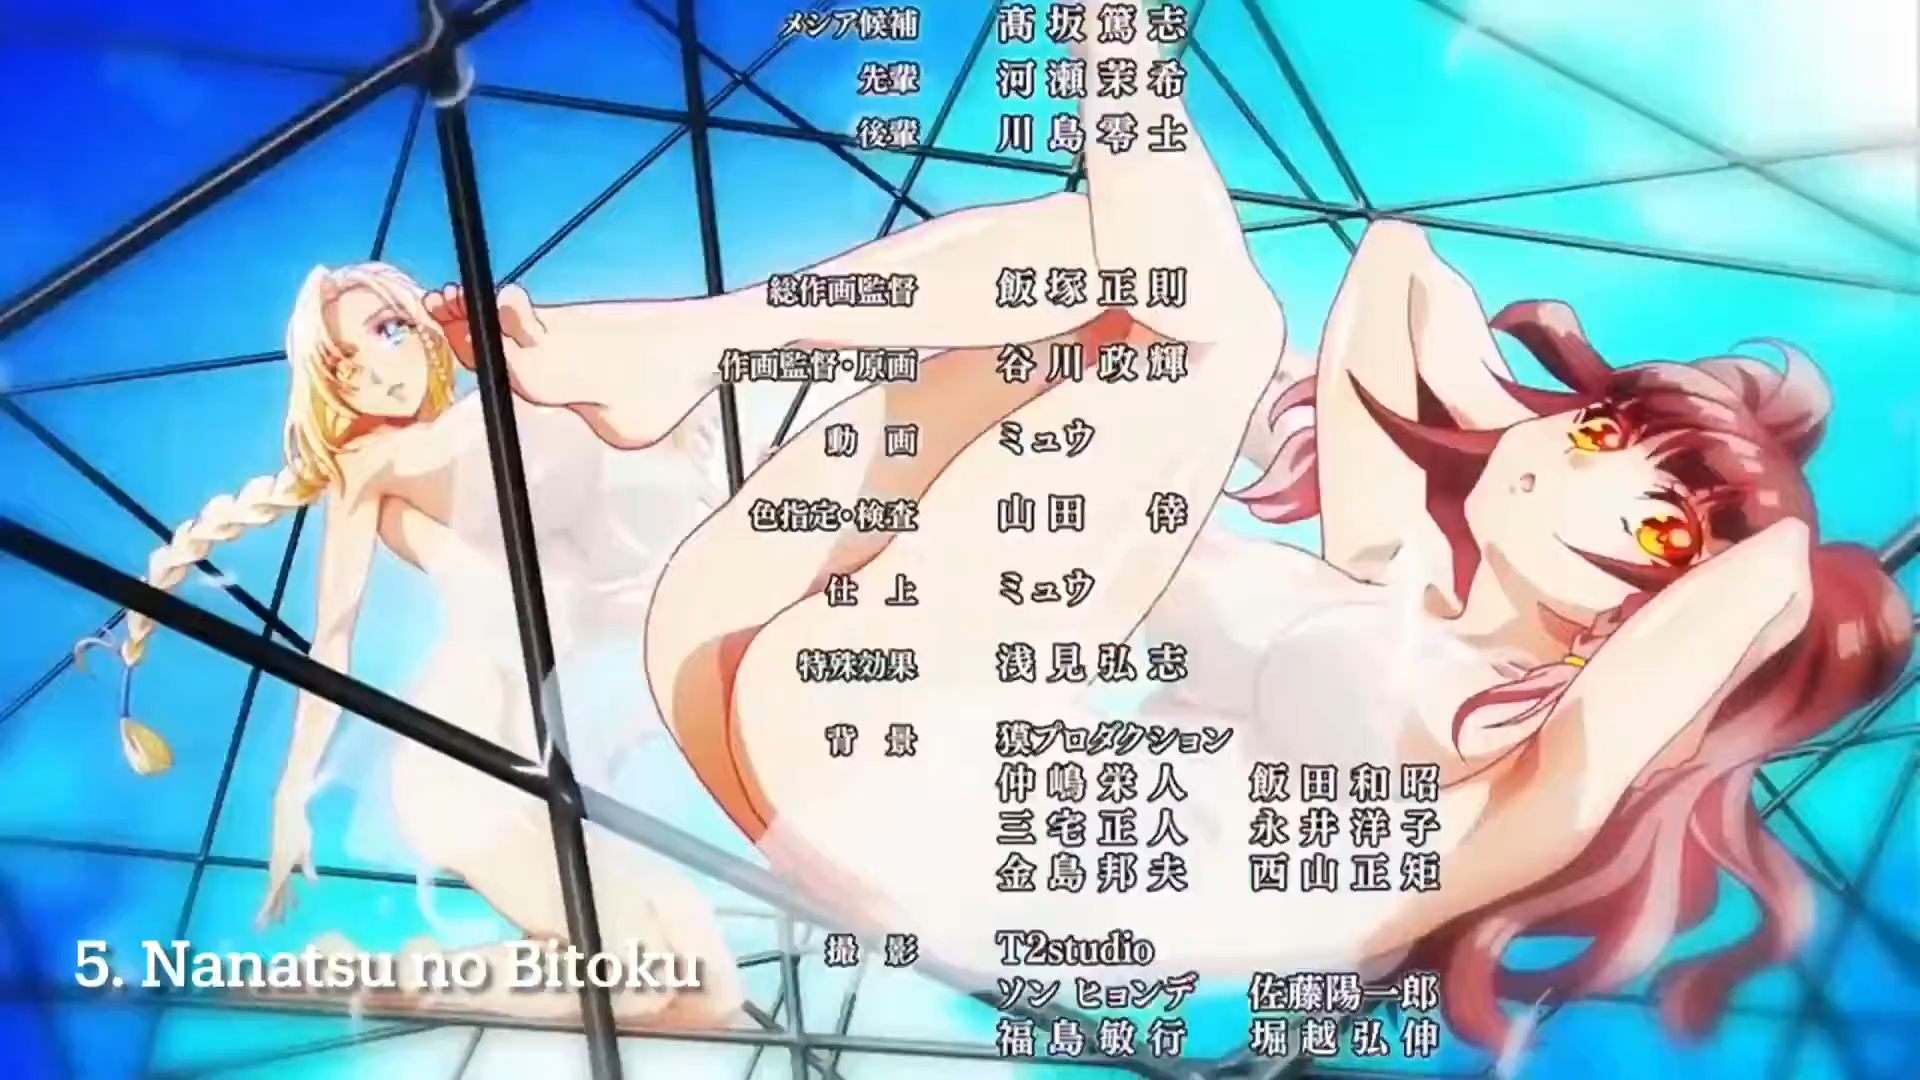 メシア候補 高坂篤志
先輩 河瀬茉希
後輩 川島零士
総作画監督 飯塚正則
作画監督・原画 谷川政輝
動画 ミュウ
色指定・検査 山田倖
仕上 ミュウ
特殊効果 浅見弘志
背景 獏プロダクション
仲嶋栄人 飯田和昭
三宅正人 永井洋子
金島邦夫 西山正矩
撮影 T2studio
ソン ヒョンデ 佐藤陽一郎
福島敏行 堀越弘伸
5. Nanatsu no Bitoku